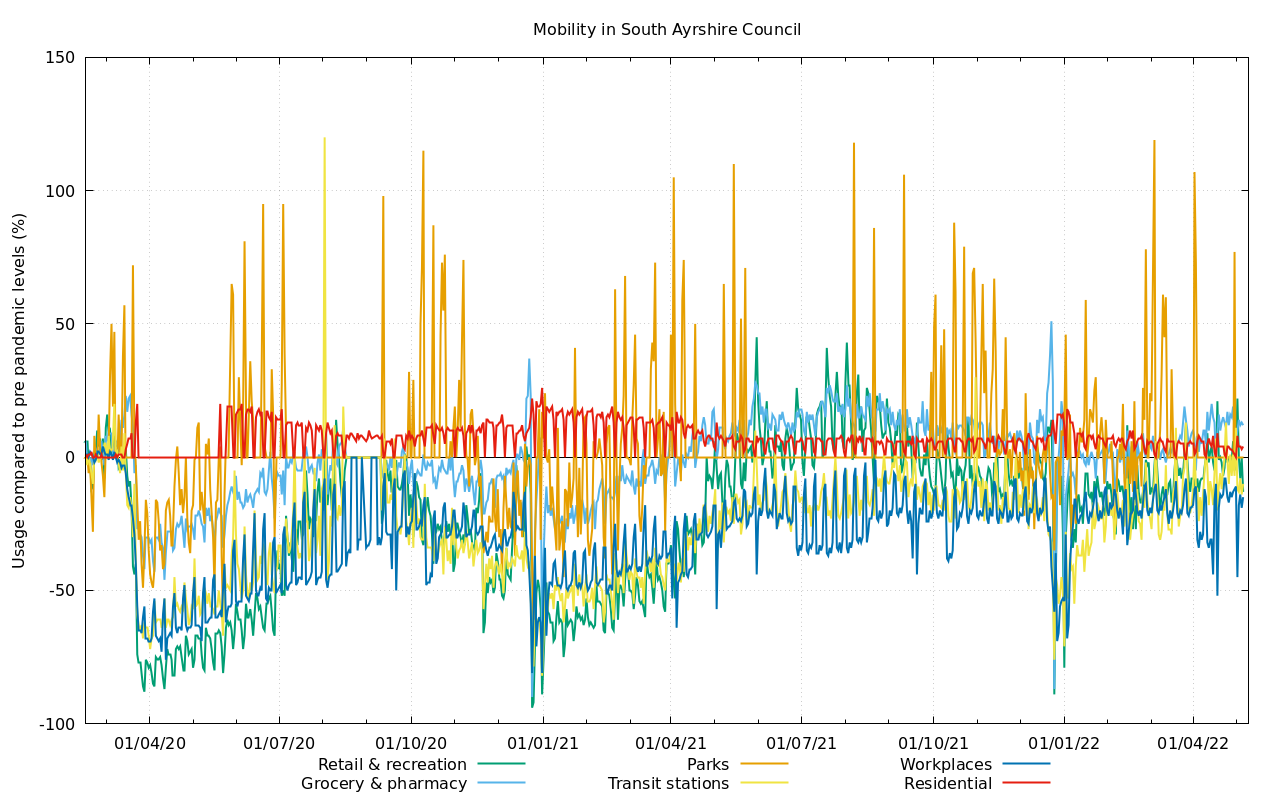 Mobility in South Ayrshire Council
Usage compared to pre pandemic levels (%)
150
100
50
0
-50
-100
01/04/20 01/07/20 01/10/20 01/01/21 01/04/21 01/07/21 01/10/21 01/01/22 01/04/22
Retail & recreation Parks Workplaces
Grocery & pharmacy Transit stations Residential